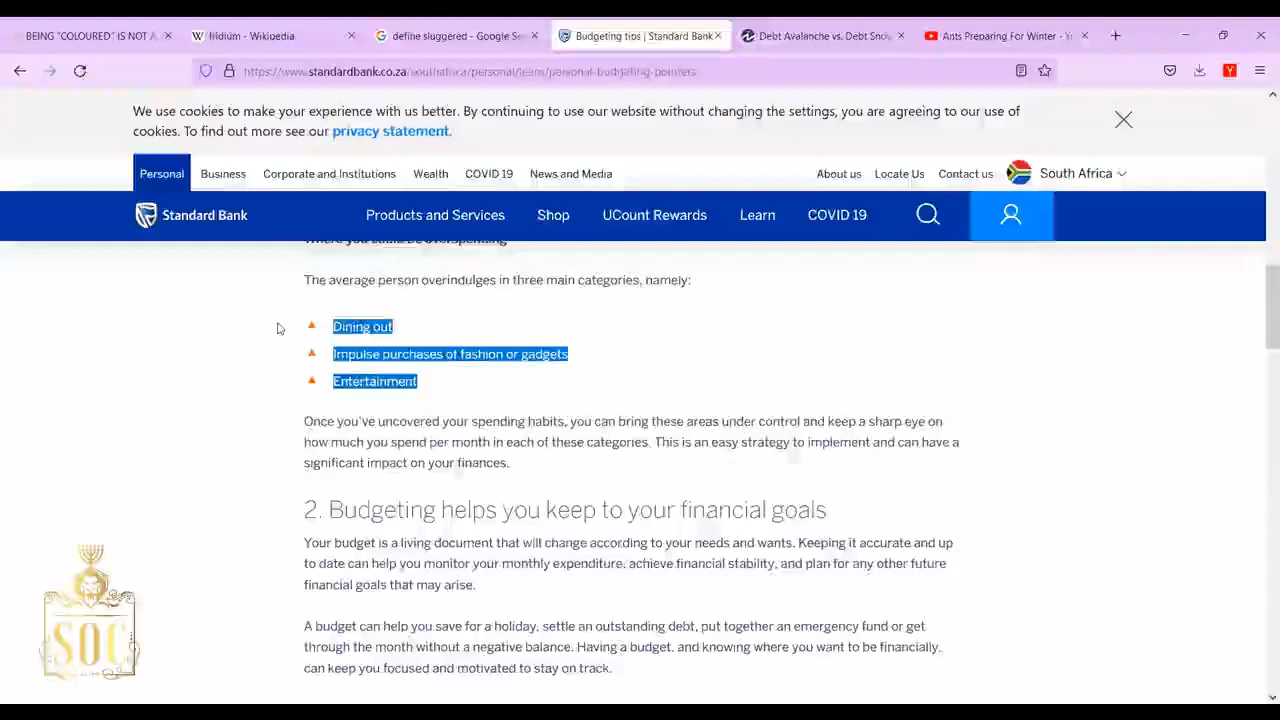 BEING "COLOURED" IS NOT A
Iridium - Wikipedia
define sluggered - Google Se
Budgeting tips | Standard Bank
Debt Avalanche vs. Debt Snow
Ants Preparing For Winter - Y
https://www.standardbank.co.za/southafrica/personal/learn/personal-budgeting-pointers
We use cookies to make your experience with us better. By continuing to use our website without changing the settings, you are agreeing to our use of
cookies. To find out more see our privacy statement.
Personal Business Corporate and Institutions Wealth COVID 19 News and Media About us Locate Us Contact us South Africa
Standard Bank Products and Services Shop UCount Rewards Learn COVID 19
Where you could be overspending
The average person overindulges in three main categories, namely:
Dining out
Impulse purchases of fashion or gadgets
Entertainment
Once you've uncovered your spending habits, you can bring these areas under control and keep a sharp eye on
how much you spend per month in each of these categories. This is an easy strategy to implement and can have a
significant impact on your finances.
2. Budgeting helps you keep to your financial goals
Your budget is a living document that will change according to your needs and wants. Keeping it accurate and up
to date can help you monitor your monthly expenditure, achieve financial stability, and plan for any other future
financial goals that may arise.
A budget can help you save for a holiday, settle an outstanding debt, put together an emergency fund or get
through the month without a negative balance. Having a budget, and knowing where you want to be financially,
can keep you focused and motivated to stay on track.
SOC